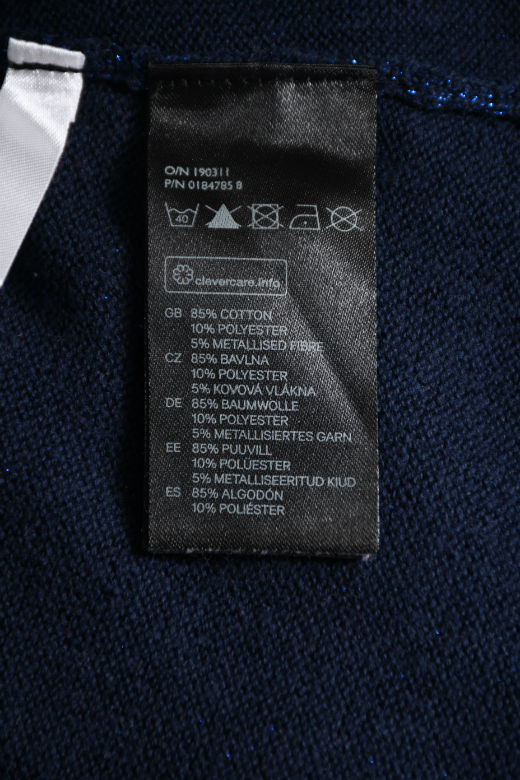 O/N 190311
P/N 0184785 8
40
clevercare.info
GB 85% COTTON
10% POLYESTER
5% METALLISED FIBRE
CZ 85% BAVLNA
10% POLYESTER
5% KOVOVÁ VLÁKNA
DE 85% BAUMWOLLE
10% POLYESTER
5% METALLISIERTES GARN
EE 85% PUUVILL
10% POLÜESTER
5% METALLISEERITUD KIUD
ES 85% ALGODÓN
10% POLIÉSTER